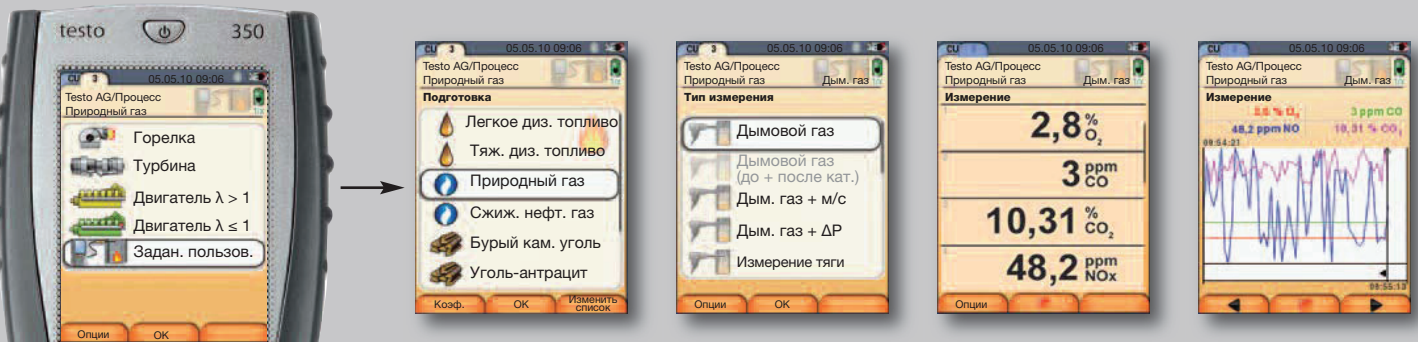 testo 350
CU 3 05.05.10 09:06
Testo AG/Процесс
Природный газ
Горелка
Турбина
Двигатель λ > 1
Двигатель λ ≤ 1
Задан. пользов.
Опции OK
CU 3 05.05.10 09:06
Testo AG/Процесс
Природный газ
Подготовка
Легкое диз. топливо
Тяж. диз. топливо
Природный газ
Сжиж. нефт. газ
Бурый кам. уголь
Уголь-антрацит
Коэф. OK Изменить
список
CU 3 05.05.10 09:06
Testo AG/Процесс
Природный газ Дым. газ
Тип измерения
Дымовой газ
Дымовой газ
(до + после кат.)
Дым. газ + м/с
Дым. газ + ΔP
Измерение тяги
Опции OK
CU 05.05.10 09:06
Testo AG/Процесс
Природный газ Дым. газ
Измерение
2,8 % O₂
3 ppm CO
10,31 % CO₂
48,2 ppm NOx
Опции
CU 05.05.10 09:06
Testo AG/Процесс
Природный газ Дым. газ
Измерение
2,8 % O₂ 3 ppm CO
48,2 ppm NO 10,31 % CO₂
09:54:21
09:55:13